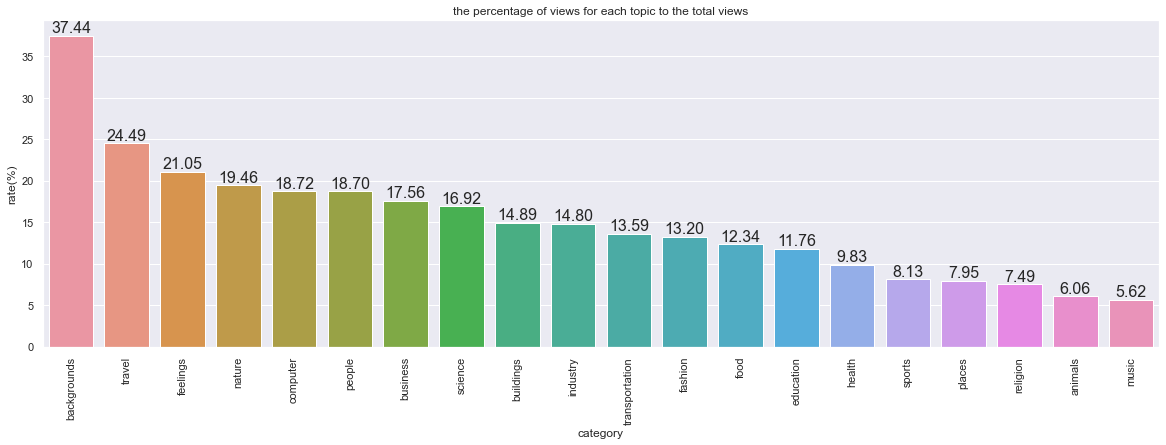 the percentage of views for each topic to the total views
rate(%)
35
30
25
20
15
10
5
0
37.44
24.49
21.05
19.46
18.72
18.70
17.56
16.92
14.89
14.80
13.59
13.20
12.34
11.76
9.83
8.13
7.95
7.49
6.06
5.62
backgrounds
travel
feelings
nature
computer
people
business
science
buildings
industry
transportation
fashion
food
education
health
sports
places
religion
animals
music
category